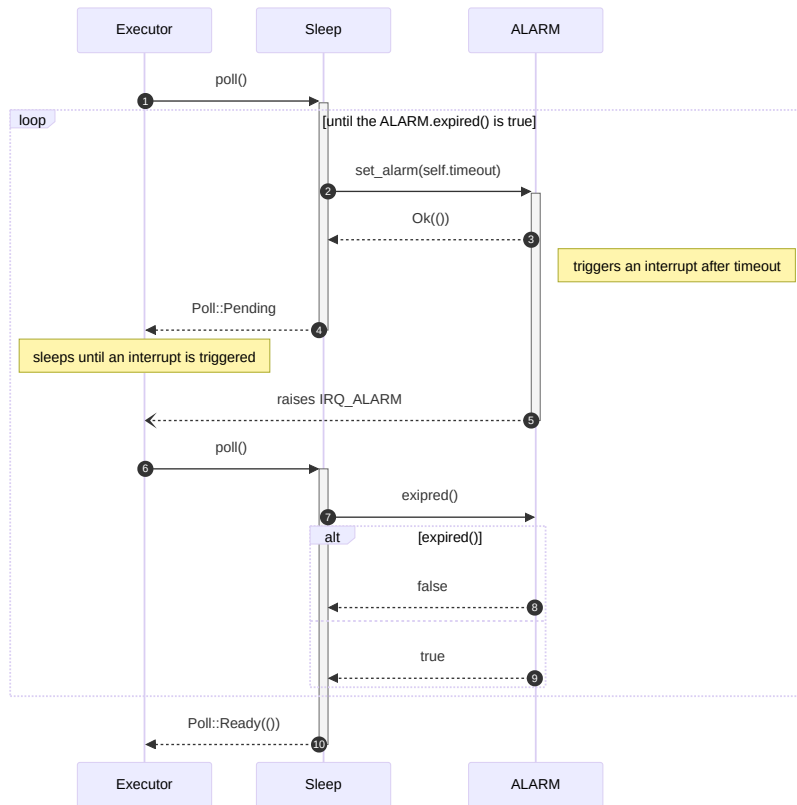 Executor
Sleep
ALARM
poll()
1
loop
[until the ALARM.expired() is true]
set_alarm(self.timeout)
2
Ok(())
3
triggers an interrupt after timeout
Poll::Pending
4
sleeps until an interrupt is triggered
raises IRQ_ALARM
5
poll()
6
exipred()
7
alt
[expired()]
false
8
true
9
Poll::Ready(())
10
Executor
Sleep
ALARM